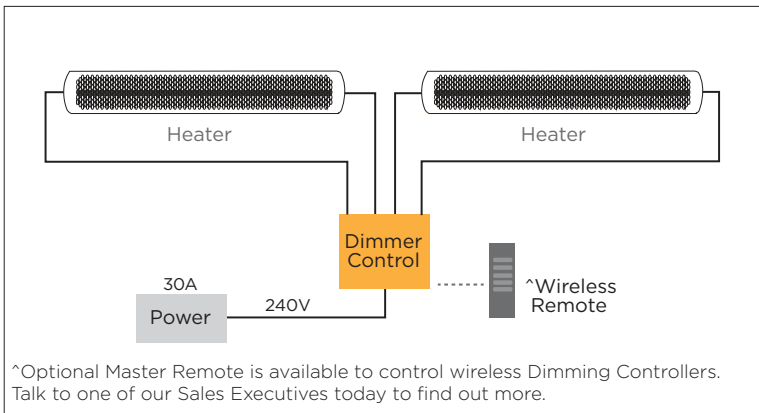 Heater
Heater
Dimmer
Control
30A
Power
240V
^Wireless
Remote
^Optional Master Remote is available to control wireless Dimming Controllers.
Talk to one of our Sales Executives today to find out more.